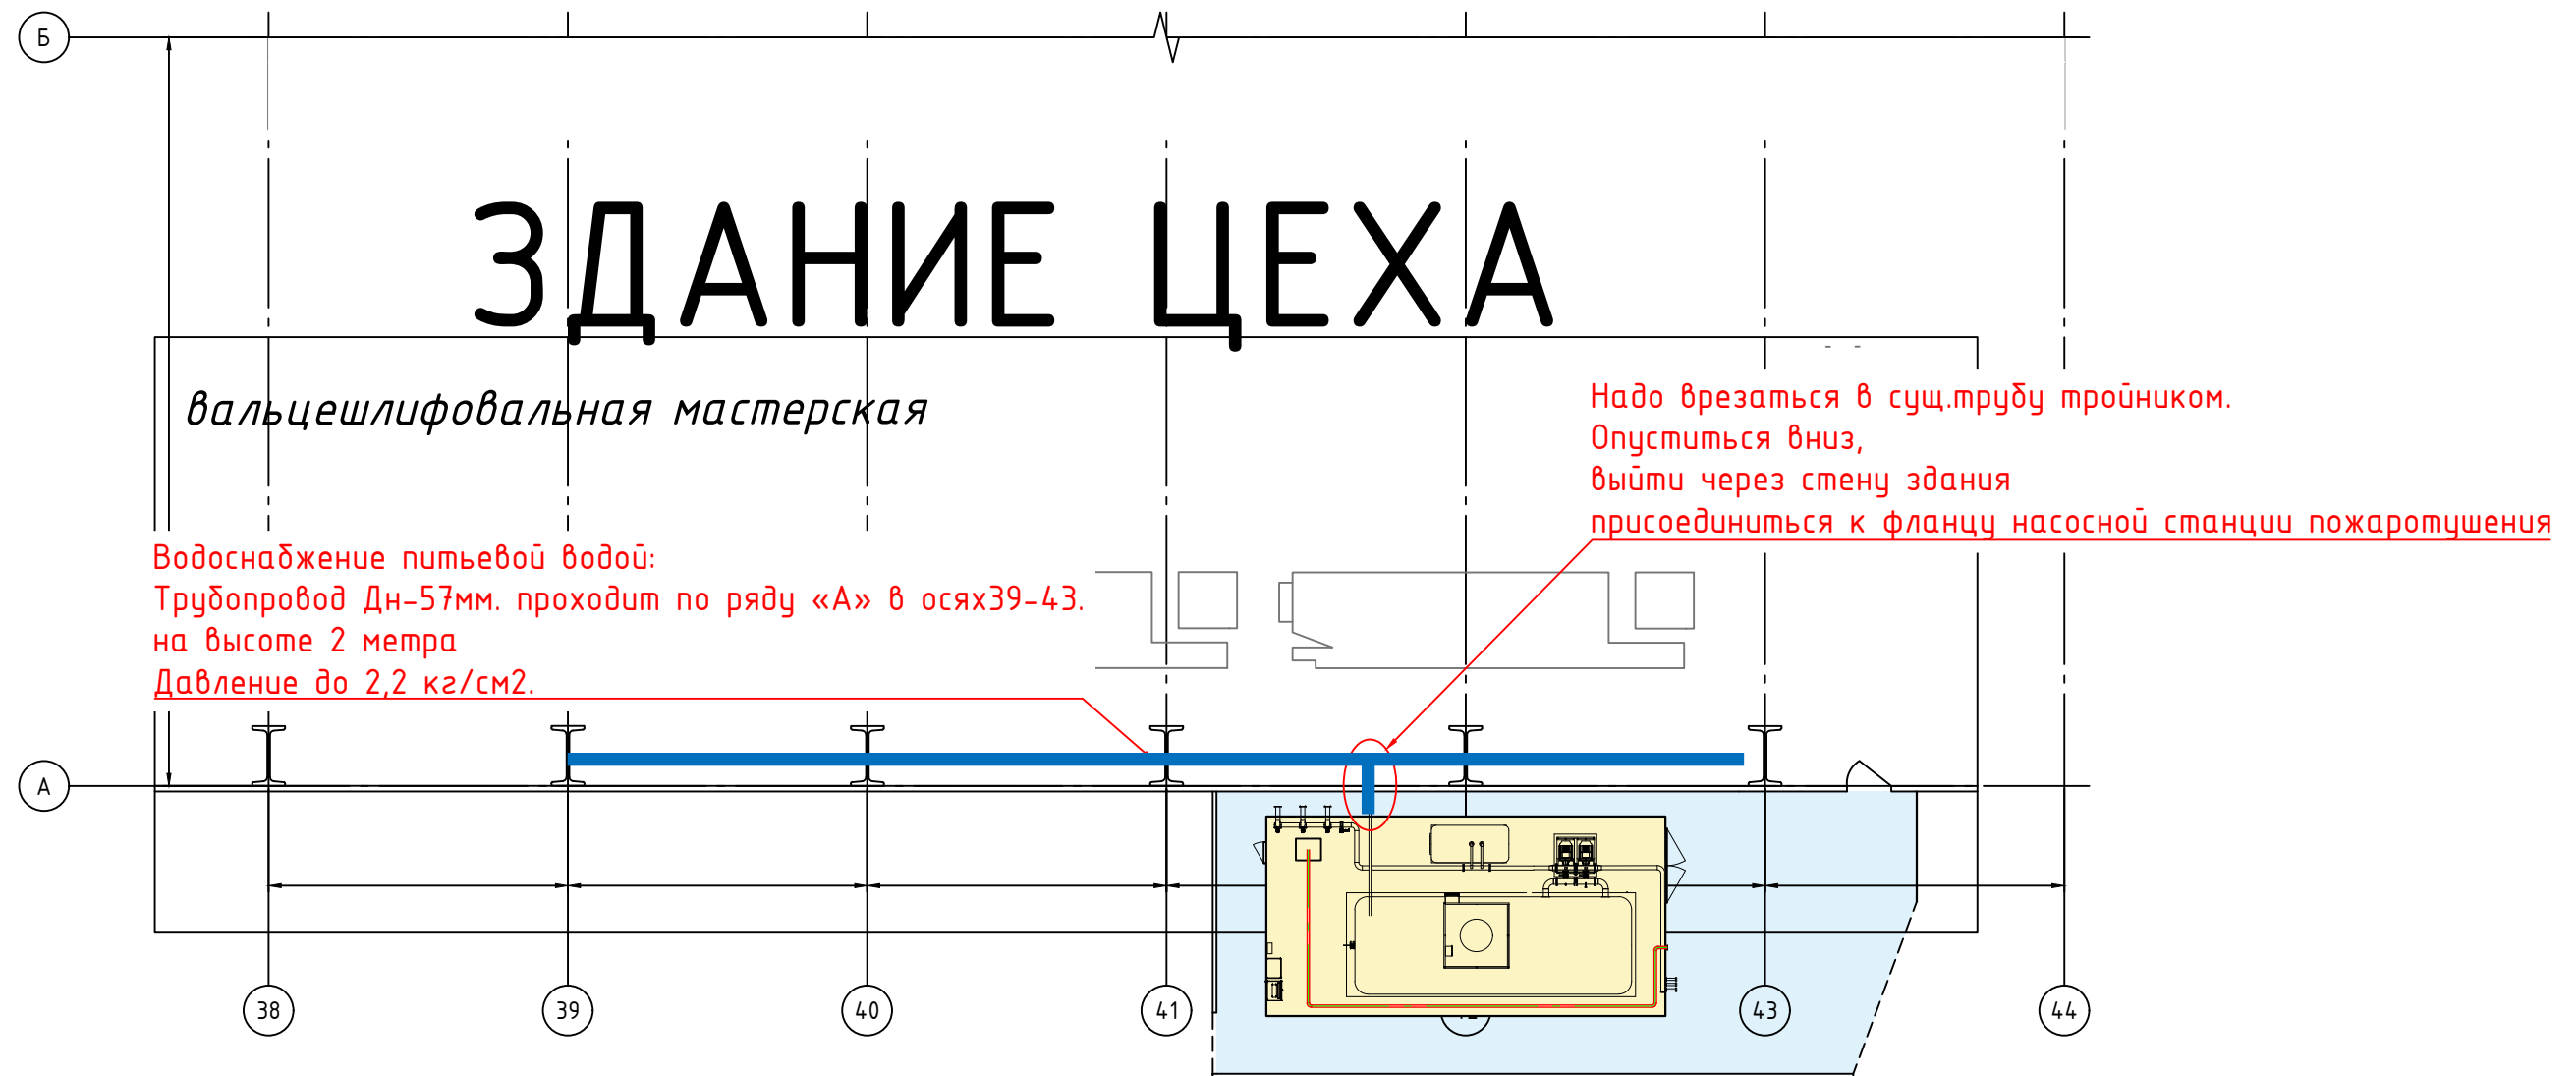 Б
ЗДАНИЕ ЦЕХА
вальцешлифовальная мастерская
Надо врезаться в сущ.трубу тройником.
Опуститься вниз,
выйти через стену здания
присоединиться к фланцу насосной станции пожаротушения
Водоснабжение питьевой водой:
Трубопровод Дн-57мм. проходит по ряду «А» в осях39-43.
на высоте 2 метра
Давление до 2,2 кг/см2.
А
38
39
40
41
43
44